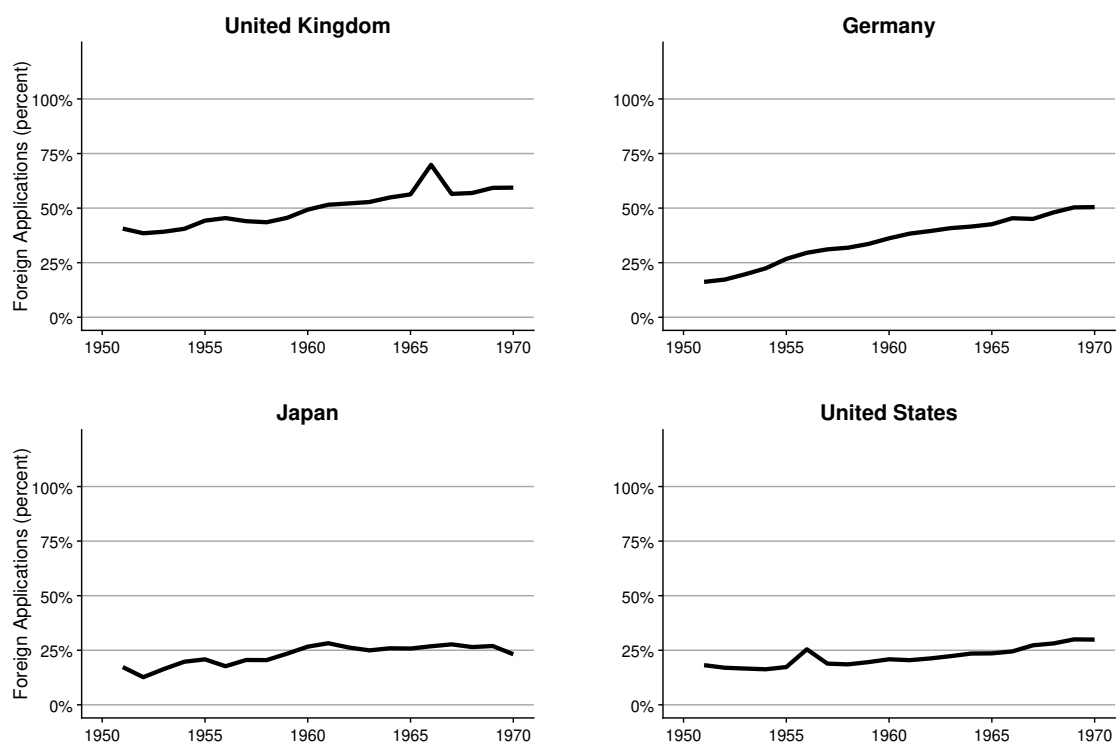 United Kingdom
Germany
Foreign Applications (percent)
100%
75%
50%
25%
0%
1950 1955 1960 1965 1970
100%
75%
50%
25%
0%
1950 1955 1960 1965 1970
Japan
United States
Foreign Applications (percent)
100%
75%
50%
25%
0%
1950 1955 1960 1965 1970
100%
75%
50%
25%
0%
1950 1955 1960 1965 1970